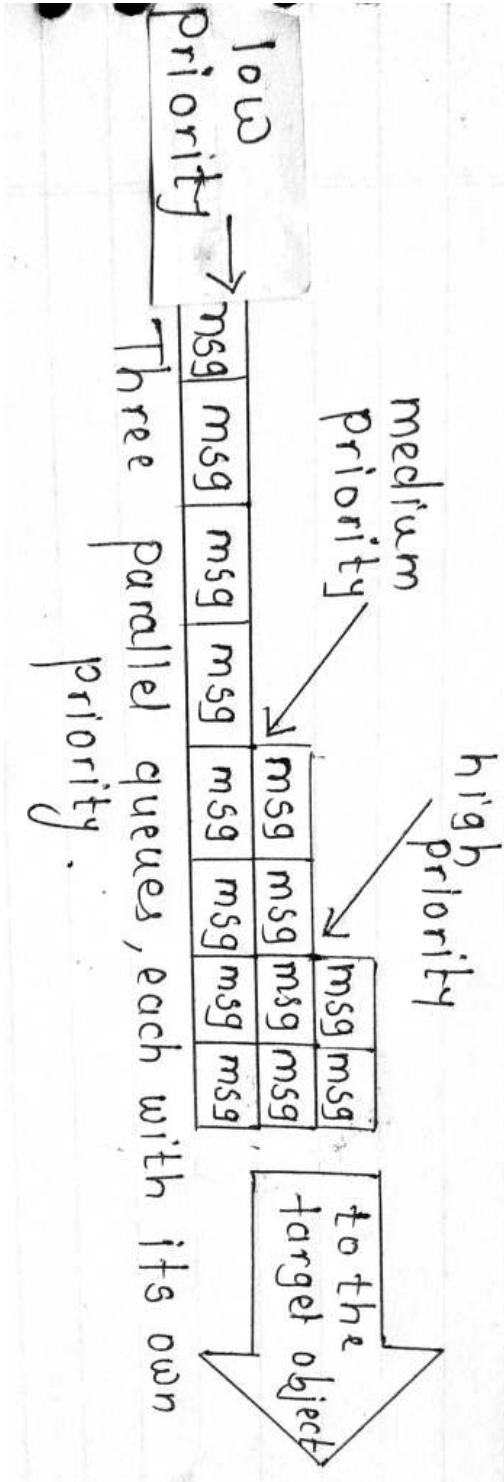 low
priority
medium
priority
high
priority
msg msg
msg msg msg msg
msg msg msg msg msg msg msg msg
to the
target object
Three parallel queues, each with its own
priority.